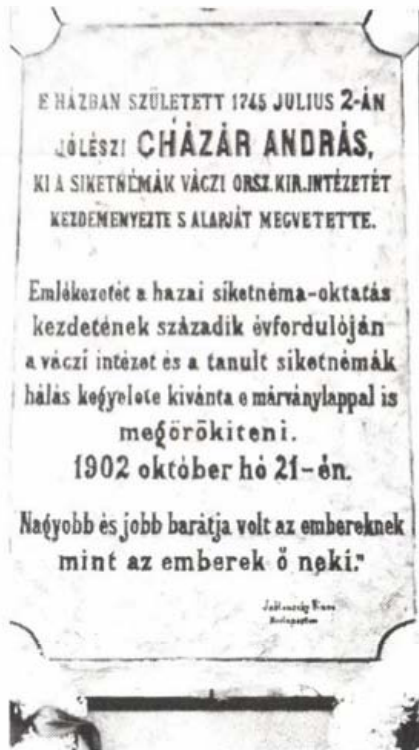 E HÁZBAN SZÜLETETT 1745 JULIUS 2-ÁN
JÓLÉSZI CHÁZÁR ANDRÁS,
KI A SIKETNÉMÁK VÁCZI ORSZ. KIR. INTÉZETÉT
KEZDEMÉNYEZTE S ALAPJÁT MEGVETETTE.
Emlékezetét a hazai siketnéma-oktatás
kezdetének századik évfordulóján
a váczi intézet és a tanult siketnémák
hálás kegyelete kivánta e márványlappal is
megörökiteni.
1902 október hó 21-én.
Nagyobb és jobb barátja volt az embereknek
mint az emberek ő neki."
Budapesten